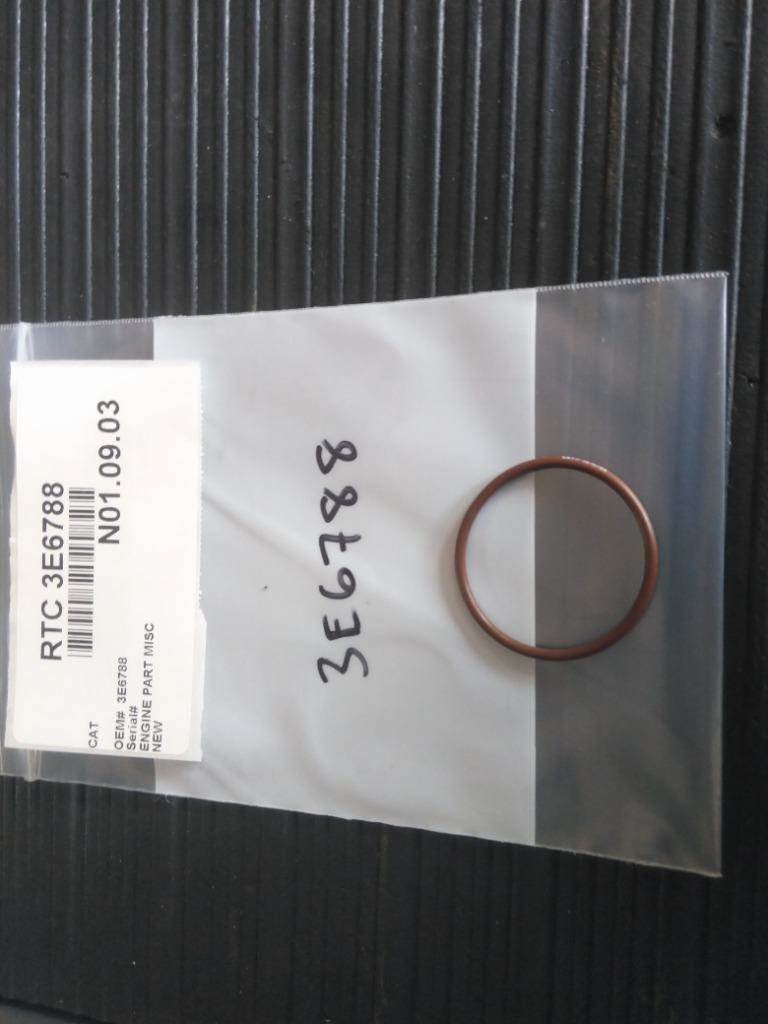 RTC 3E6788
N01.09.03
CAT
OEM# 3E6788
Serial#
ENGINE PART MISC
NEW
3E6788